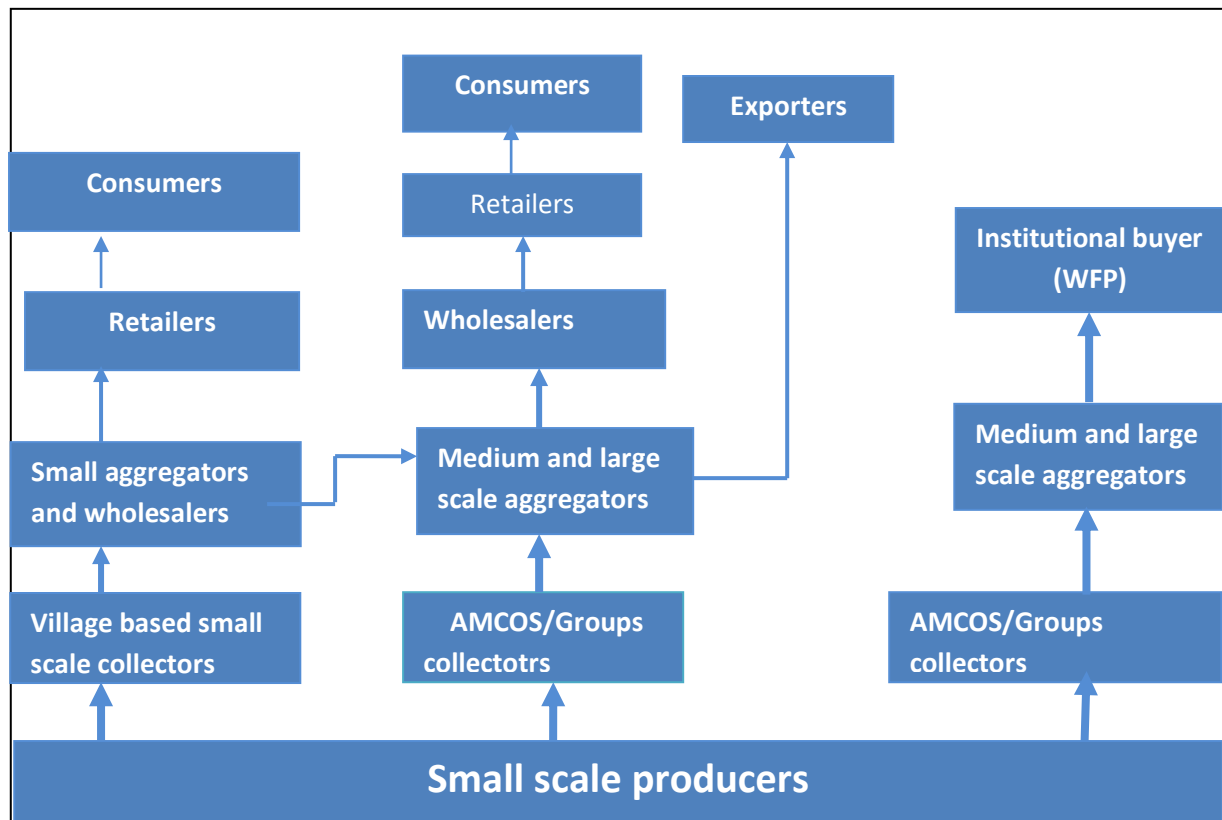 Consumers
Exporters
Consumers
Retailers
Institutional buyer
(WFP)
Retailers
Wholesalers
Medium and large
scale aggregators
Small aggregators
and wholesalers
Medium and large
scale aggregators
Village based small
scale collectors
AMCOS/Groups
collectotrs
AMCOS/Groups
collectors
Small scale producers